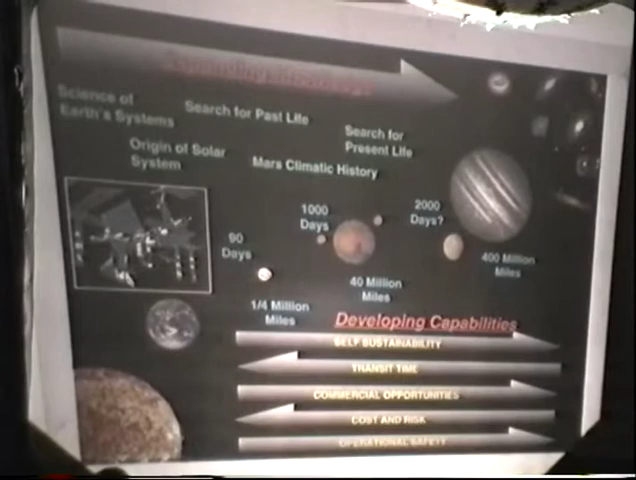 Science of
Earth's Systems
Search for Past Life
Origin of Solar
System
Search for
Present Life
Mars Climatic History
90
Days
1000
Days
2000
Days?
1/4 Million
Miles
40 Million
Miles
400 Million
Miles
Developing Capabilities
SELF SUSTAINABILITY
TRANSIT TIME
COMMERCIAL OPPORTUNITIES
COST AND RISK
OPERATIONAL SAFETY